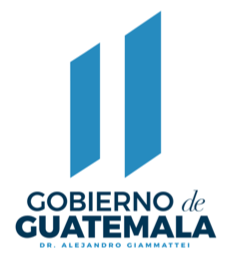 GOBIERNO de
GUATEMALA
DR. ALEJANDRO GIAMMATTEI